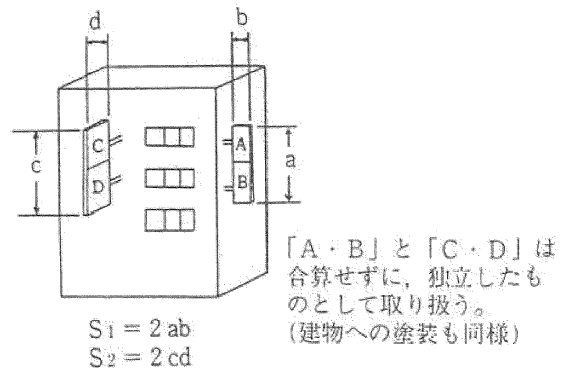 d
b
C
D
A
B
c
a
「A・B」と「C・D」は
合算せずに，独立したも
のとして取り扱う。
（建物への塗装も同様）
S1＝2ab
S2＝2cd